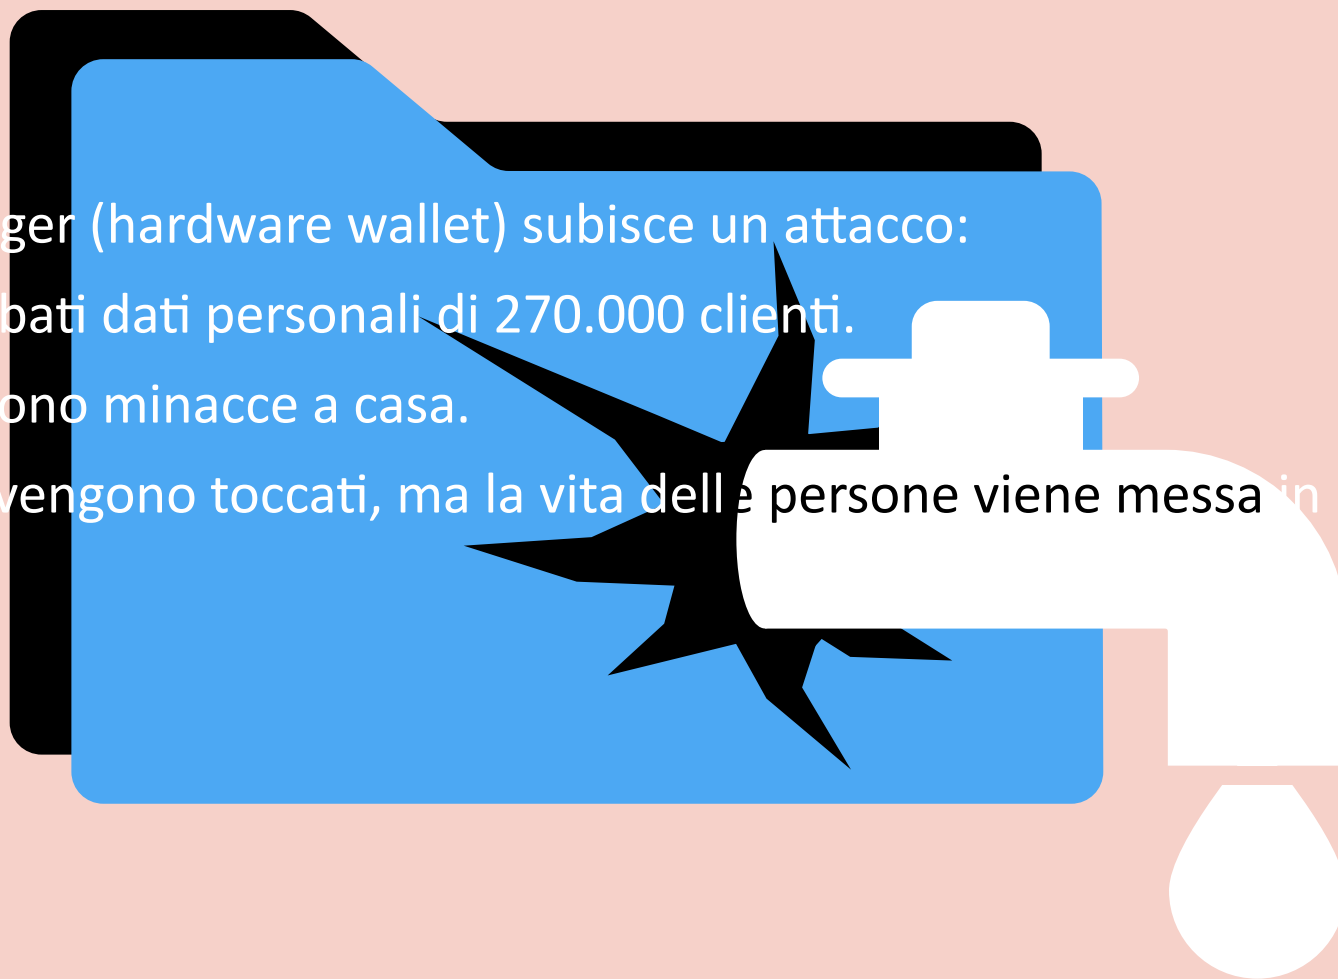 ger (hardware wallet) subisce un attacco:
bati dati personali di 270.000 clienti.
ono minacce a casa.
vengono toccati, ma la vita delle persone viene messa in